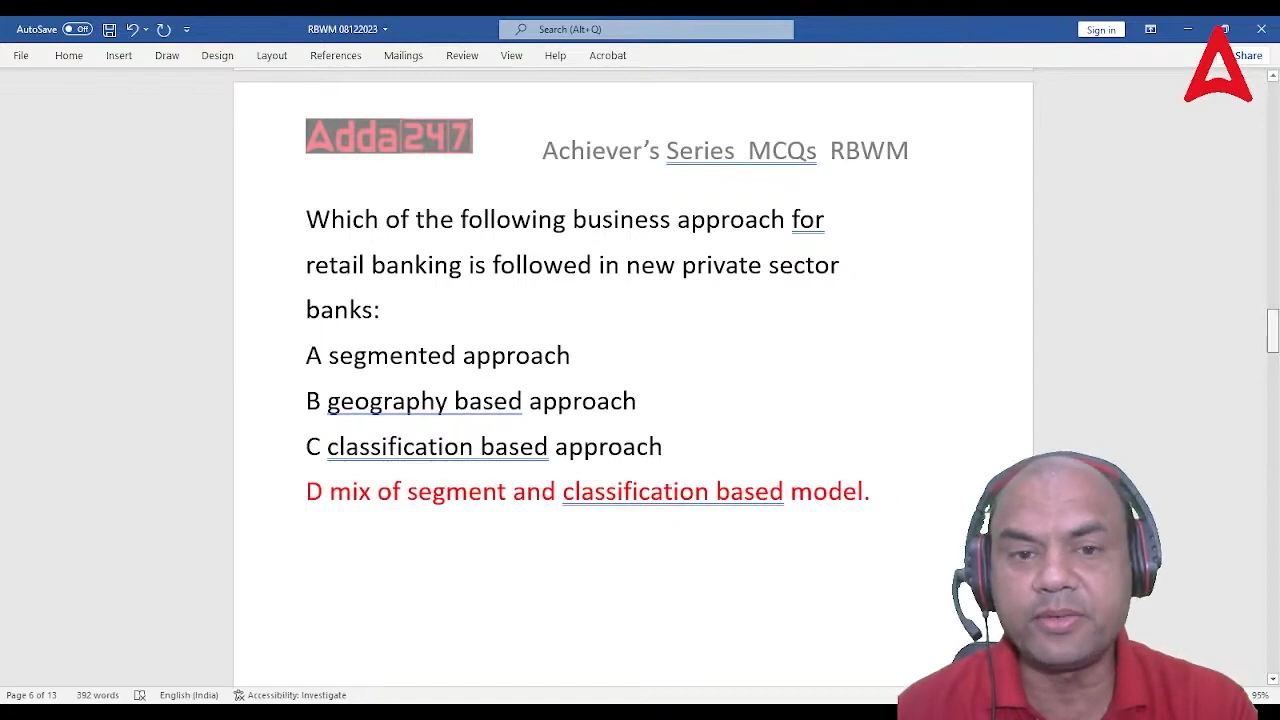 AutoSave Off RBWM 08122023 Search (Alt+Q) Sign in
File Home Insert Draw Design Layout References Mailings Review View Help Acrobat Share
Adda247
Achiever's Series MCQs RBWM
Which of the following business approach for
retail banking is followed in new private sector
banks:
A segmented approach
B geography based approach
C classification based approach
D mix of segment and classification based model.
Page 6 of 13 392 words English (India) Accessibility: Investigate 95%